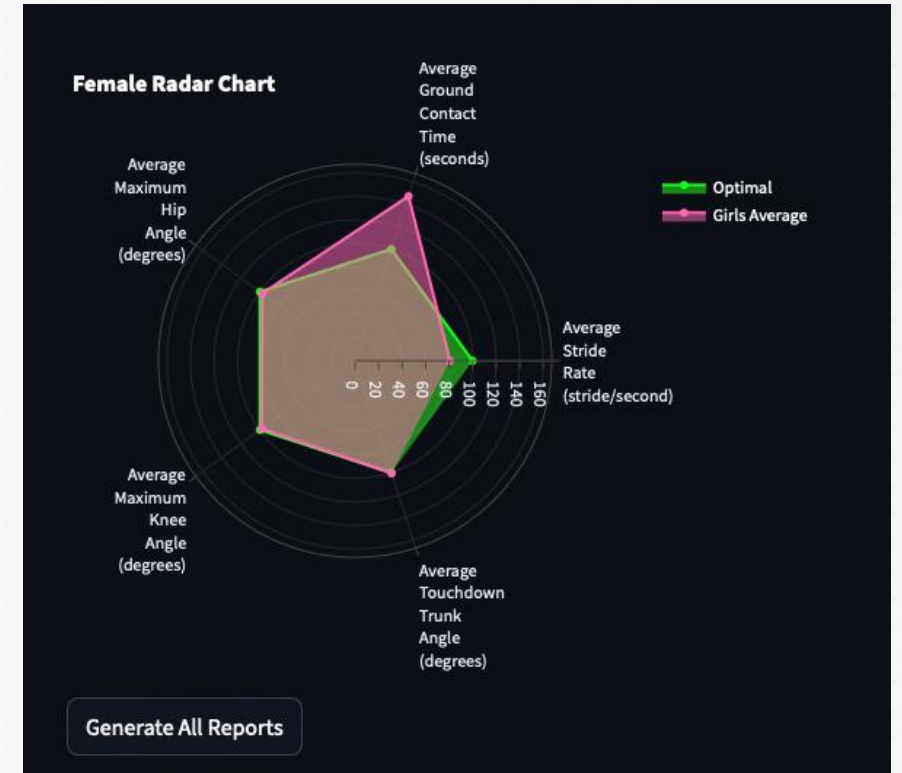 Female Radar Chart
Average
Ground
Contact
Time
(seconds)
Average
Maximum
Hip
Angle
(degrees)
Optimal
Girls Average
Average
Stride
Rate
(stride/second)
0
20
40
60
80
100
120
140
160
Average
Maximum
Knee
Angle
(degrees)
Average
Touchdown
Trunk
Angle
(degrees)
Generate All Reports